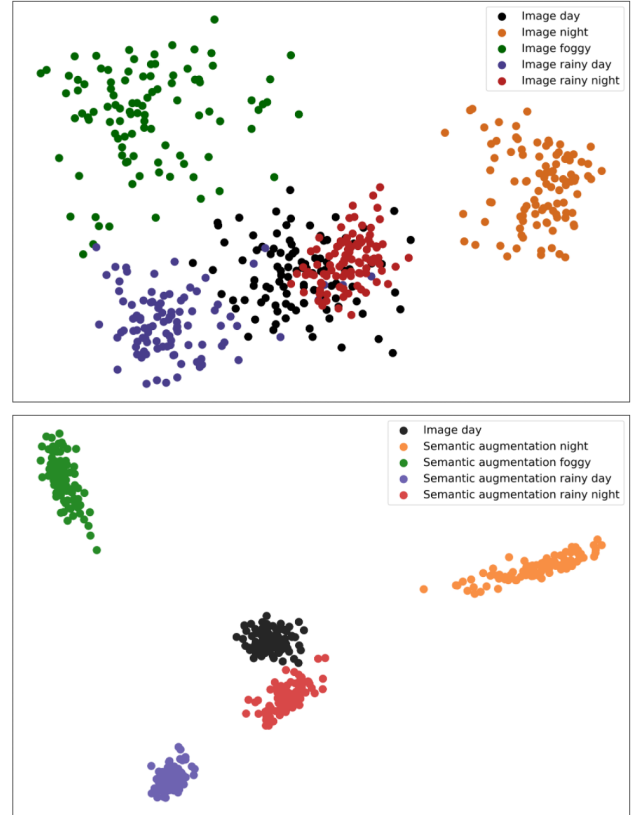 Image day
Image night
Image foggy
Image rainy day
Image rainy night
Image day
Semantic augmentation night
Semantic augmentation foggy
Semantic augmentation rainy day
Semantic augmentation rainy night